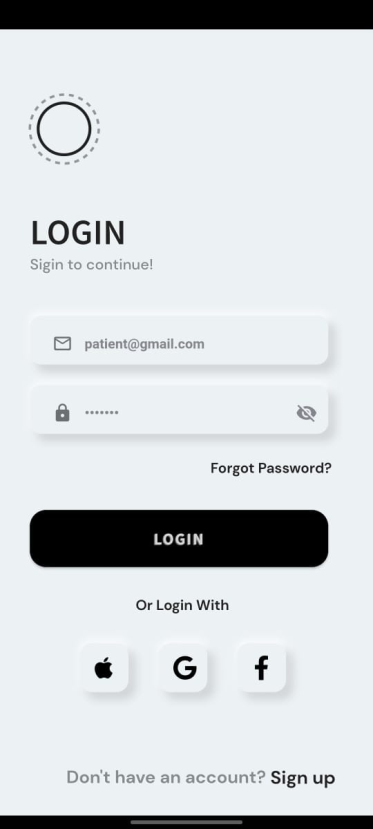 LOGIN
Sigin to continue!
patient@gmail.com
•••••••
Forgot Password?
LOGIN
Or Login With
Don't have an account? Sign up